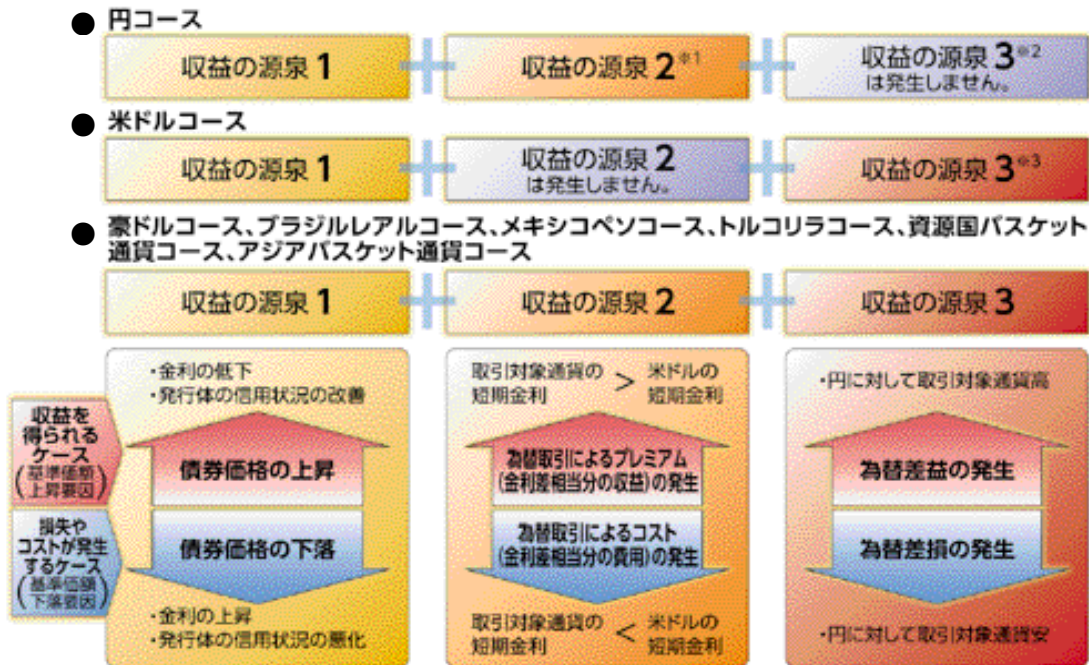 ● 円コース
収益の源泉 1 + 収益の源泉 2※1 + 収益の源泉 3※2
は発生しません。
● 米ドルコース
収益の源泉 1 + 収益の源泉 2 + 収益の源泉 3※3
は発生しません。
● 豪ドルコース、ブラジルレアルコース、メキシコペソコース、トルコリラコース、資源国バスケット
通貨コース、アジアバスケット通貨コース
収益の源泉 1 + 収益の源泉 2 + 収益の源泉 3
収益を
得られる
ケース
(基準価額
上昇要因)
損失や
コストが発生
するケース
(基準価額
下落要因)
・金利の低下
・発行体の信用状況の改善
債券価格の上昇
債券価格の下落
・金利の上昇
・発行体の信用状況の悪化
取引対象通貨の
短期金利
>
米ドルの
短期金利
為替取引によるプレミアム
(金利差相当分の収益)の発生
為替取引によるコスト
(金利差相当分の費用)の発生
取引対象通貨の
短期金利
<
米ドルの
短期金利
・円に対して取引対象通貨高
為替差益の発生
為替差損の発生
・円に対して取引対象通貨安